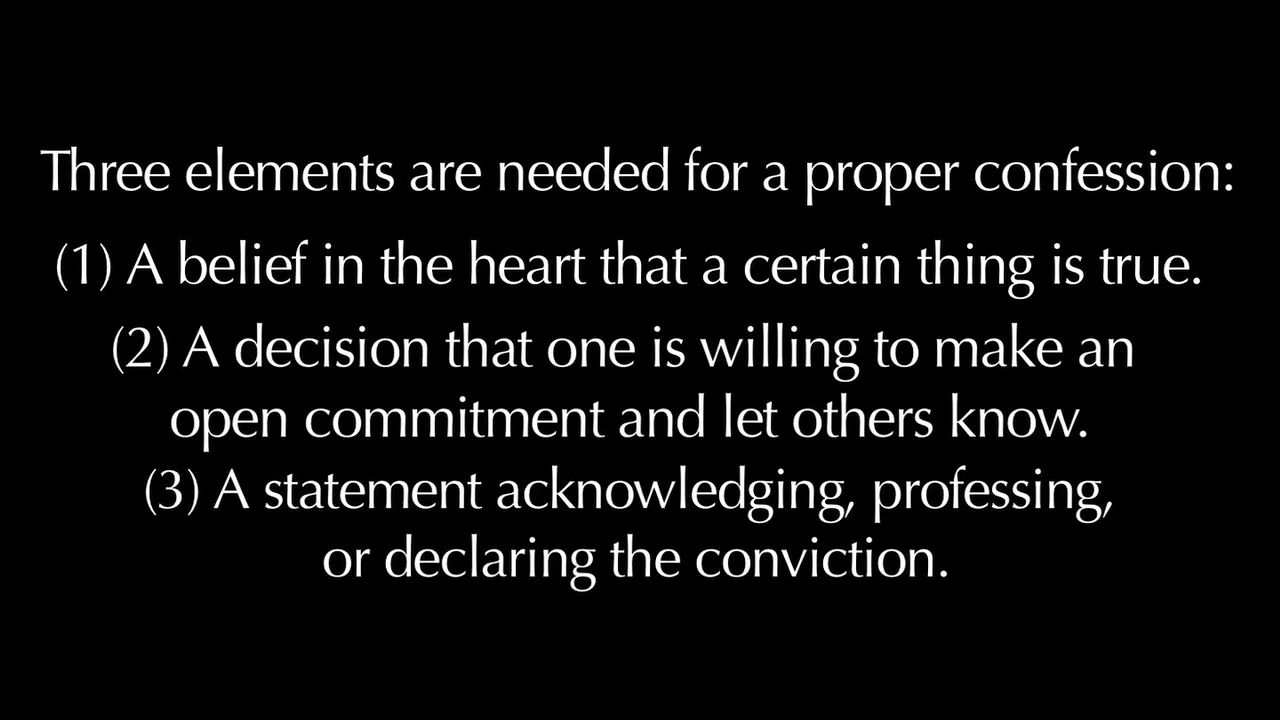 Three elements are needed for a proper confession:
(1) A belief in the heart that a certain thing is true.
(2) A decision that one is willing to make an
open commitment and let others know.
(3) A statement acknowledging, professing,
or declaring the conviction.